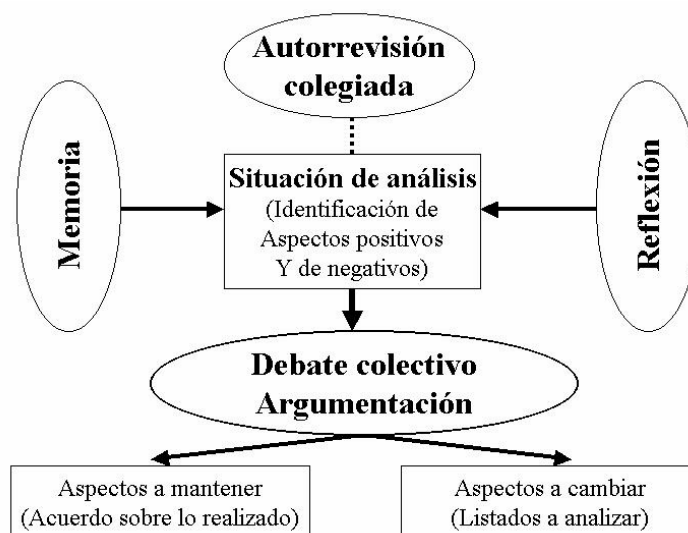 Autorrevisión
colegiada
Memoria
Situación de análisis
(Identificación de
Aspectos positivos
Y de negativos)
Reflexión
Debate colectivo
Argumentación
Aspectos a mantener
(Acuerdo sobre lo realizado)
Aspectos a cambiar
(Listados a analizar)